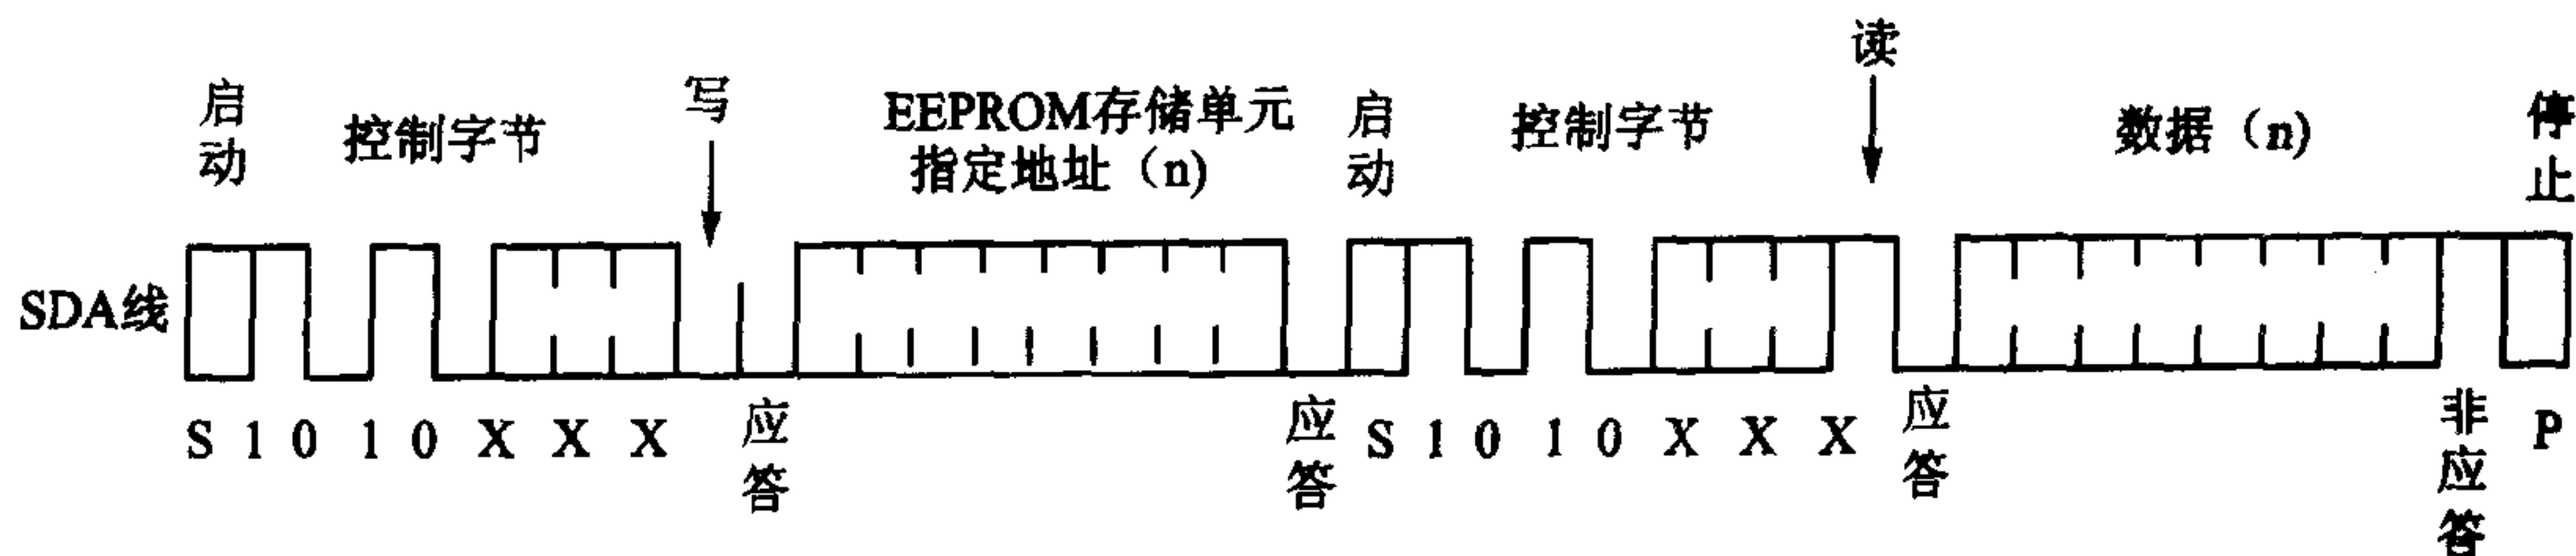 启动
控制字节
写
EEPROM存储单元
指定地址（n）
启动
控制字节
读
数据（n）
停止
SDA线
S 1 0 1 0 X X X
应答
应答
S 1 0 1 0 X X X
应答
非应答
P